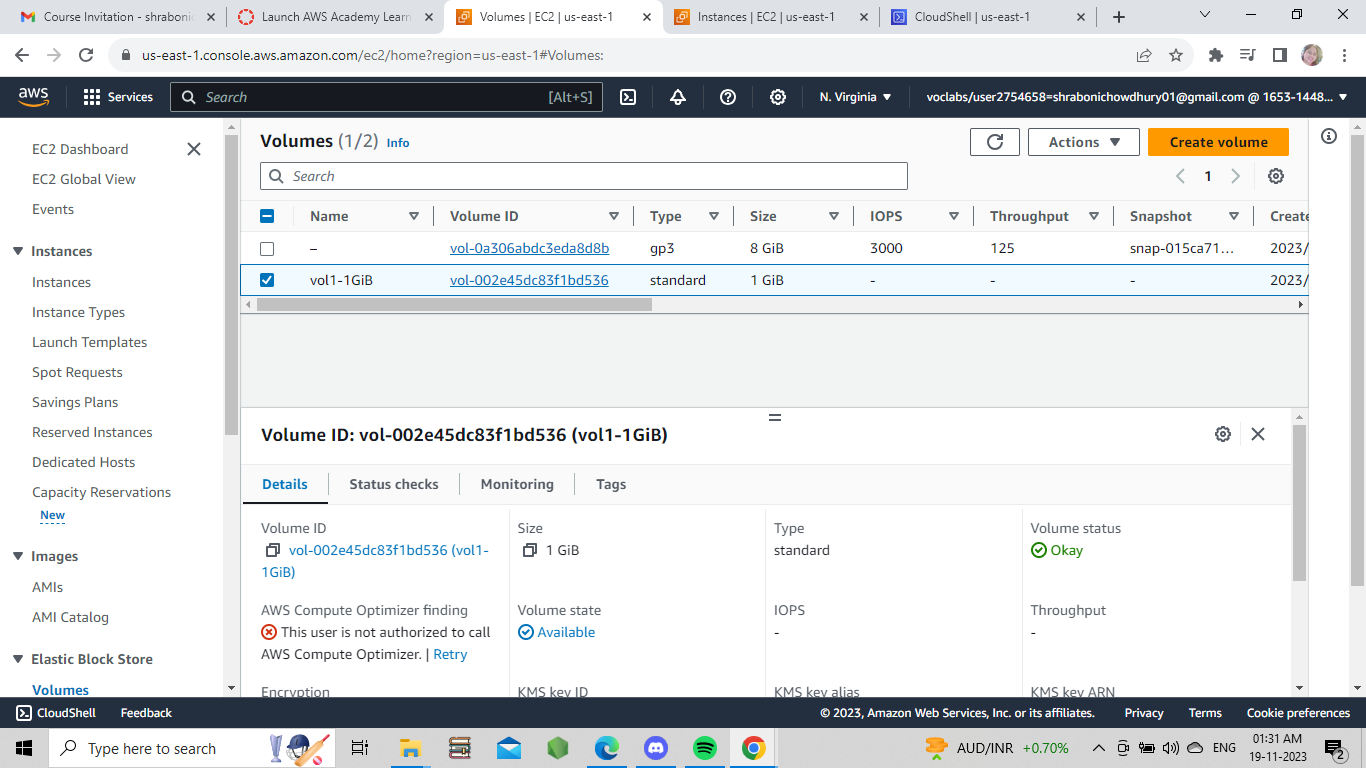 Course Invitation - shrabonic
Launch AWS Academy Learn
Volumes | EC2 | us-east-1
Instances | EC2 | us-east-1
CloudShell | us-east-1
us-east-1.console.aws.amazon.com/ec2/home?region=us-east-1#Volumes:
aws
Services
Search
[Alt+S]
N. Virginia
voclabs/user2754658=shrabonichowdhury01@gmail.com @ 1653-1448...
EC2 Dashboard
EC2 Global View
Events
Instances
Instances
Instance Types
Launch Templates
Spot Requests
Savings Plans
Reserved Instances
Dedicated Hosts
Capacity Reservations
New
Images
AMIs
AMI Catalog
Elastic Block Store
Volumes
Volumes (1/2) Info
Actions
Create volume
Search
1
Name Volume ID Type Size IOPS Throughput Snapshot Create
– vol-0a306abdc3eda8d8b gp3 8 GiB 3000 125 snap-015ca71... 2023/
vol1-1GiB vol-002e45dc83f1bd536 standard 1 GiB - - - 2023/
Volume ID: vol-002e45dc83f1bd536 (vol1-1GiB)
Details Status checks Monitoring Tags
Volume ID
vol-002e45dc83f1bd536 (vol1-
1GiB)
Size
1 GiB
Type
standard
Volume status
Okay
AWS Compute Optimizer finding
This user is not authorized to call
AWS Compute Optimizer. | Retry
Volume state
Available
IOPS
-
Throughput
-
Encryption
KMS key ID
KMS key alias
KMS key ARN
CloudShell
Feedback
© 2023, Amazon Web Services, Inc. or its affiliates.
Privacy
Terms
Cookie preferences
Type here to search
AUD/INR +0.70%
ENG
01:31 AM
19-11-2023
2